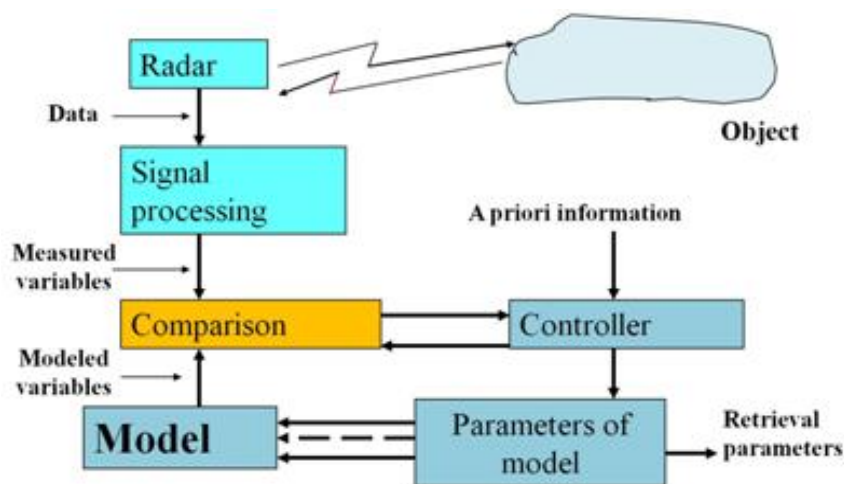 Radar
Data
Object
Signal
processing
A priori information
Measured
variables
Comparison
Controller
Modeled
variables
Model
Parameters of
model
Retrieval
parameters